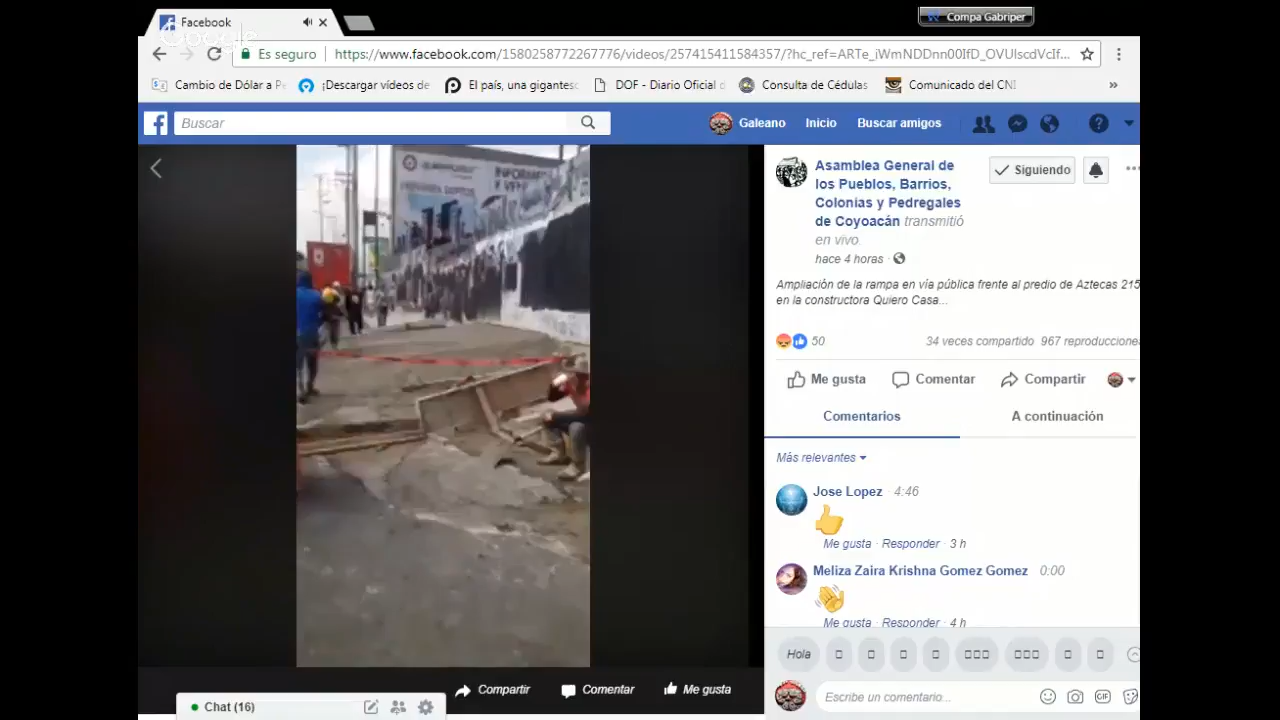 Facebook
Compa Gabriper
Google
Es seguro
https://www.facebook.com/1580258772267776/videos/257415411584357/?hc_ref=ARTe_iWmNDDnn00IfD_OVUIscdVcIf...
Cambio de Dólar a Pe
¡Descargar vídeos de
El país, una gigantesc
DOF - Diario Oficial d
Consulta de Cédulas
Comunicado del CNI
»
Buscar
Galeano
Inicio
Buscar amigos
Asamblea General de
los Pueblos, Barrios,
Colonias y Pedregales
de Coyoacán transmitió
en vivo.
hace 4 horas
Siguiendo
Ampliación de la rampa en vía pública frente al predio de Aztecas 215
en la constructora Quiero Casa...
50
34 veces compartido 967 reproducciones
Me gusta
Comentar
Compartir
Comentarios
A continuación
Más relevantes
Jose Lopez 4:46
Me gusta · Responder · 3 h
Meliza Zaira Krishna Gomez Gomez 0:00
Me gusta · Responder · 4 h
Hola
Escribe un comentario...
GIF
Compartir
Comentar
Me gusta
Chat (16)